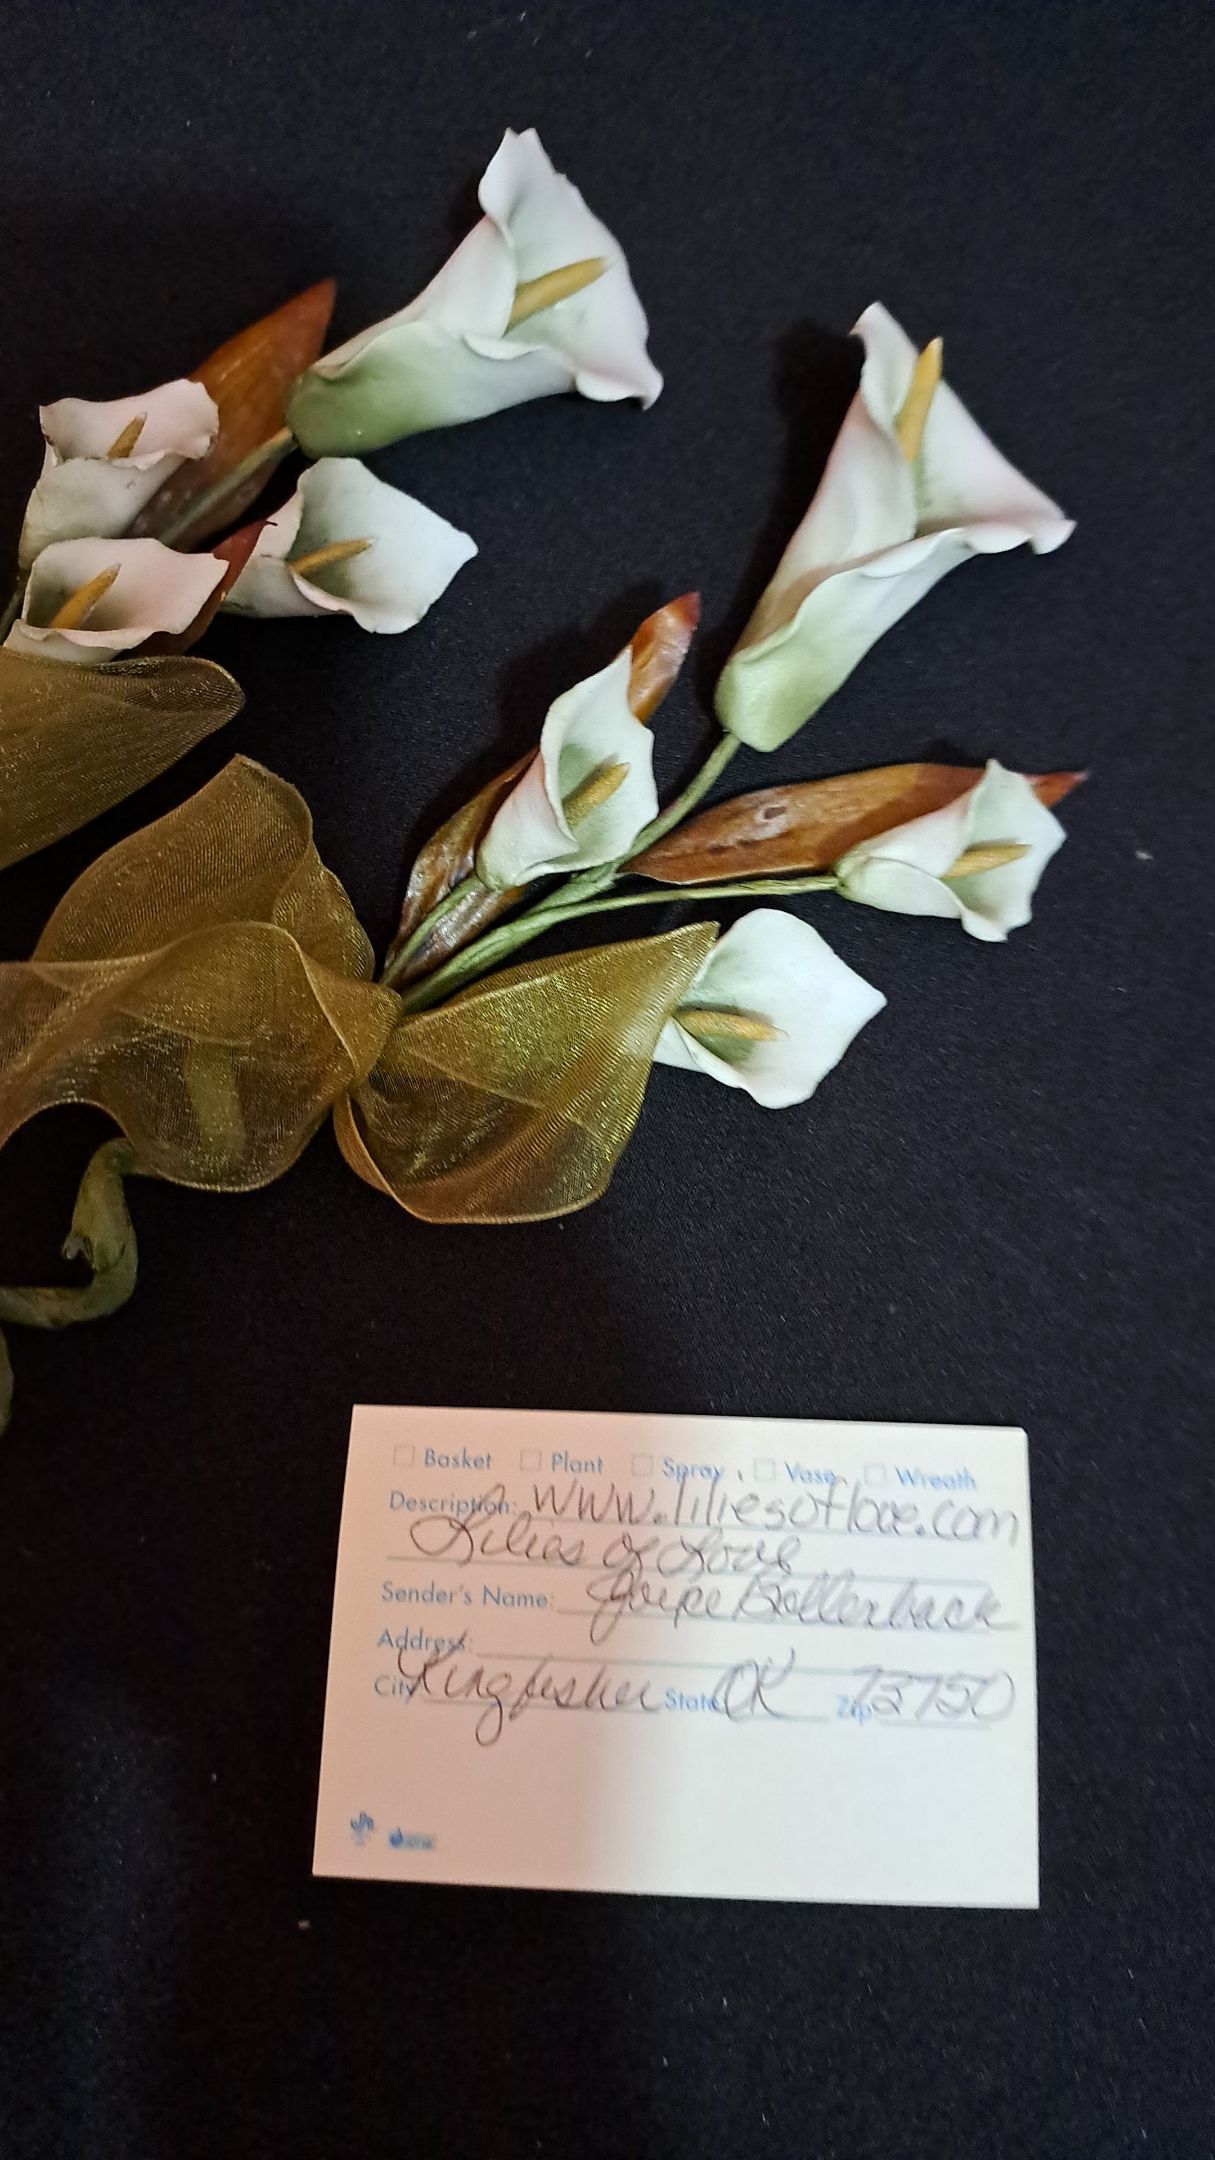 Basket Plant Spray Vase Wreath
Description: www.liliesoflove.com
Lilies of Love
Sender's Name: Bollenback
Address:
City Kingfisher State OK Zip 73750